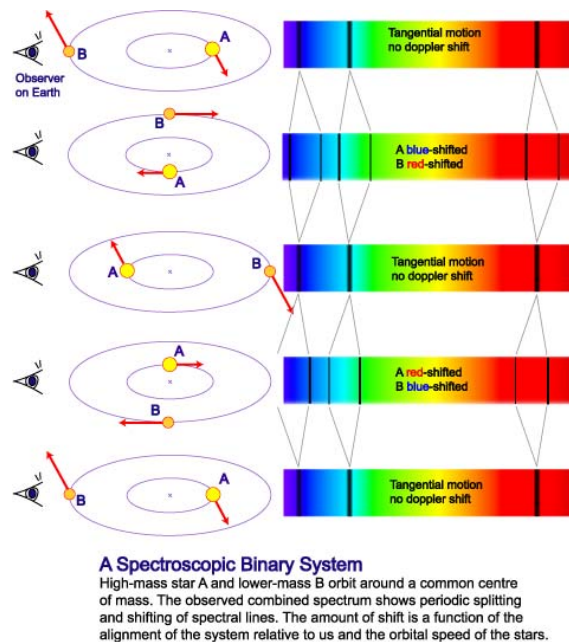 A
B
Observer
on Earth
Tangential motion
no doppler shift
B
A
A blue-shifted
B red-shifted
A
B
Tangential motion
no doppler shift
A
B
A red-shifted
B blue-shifted
A
B
Tangential motion
no doppler shift
A Spectroscopic Binary System
High-mass star A and lower-mass B orbit around a common centre
of mass. The observed combined spectrum shows periodic splitting
and shifting of spectral lines. The amount of shift is a function of the
alignment of the system relative to us and the orbital speed of the stars.